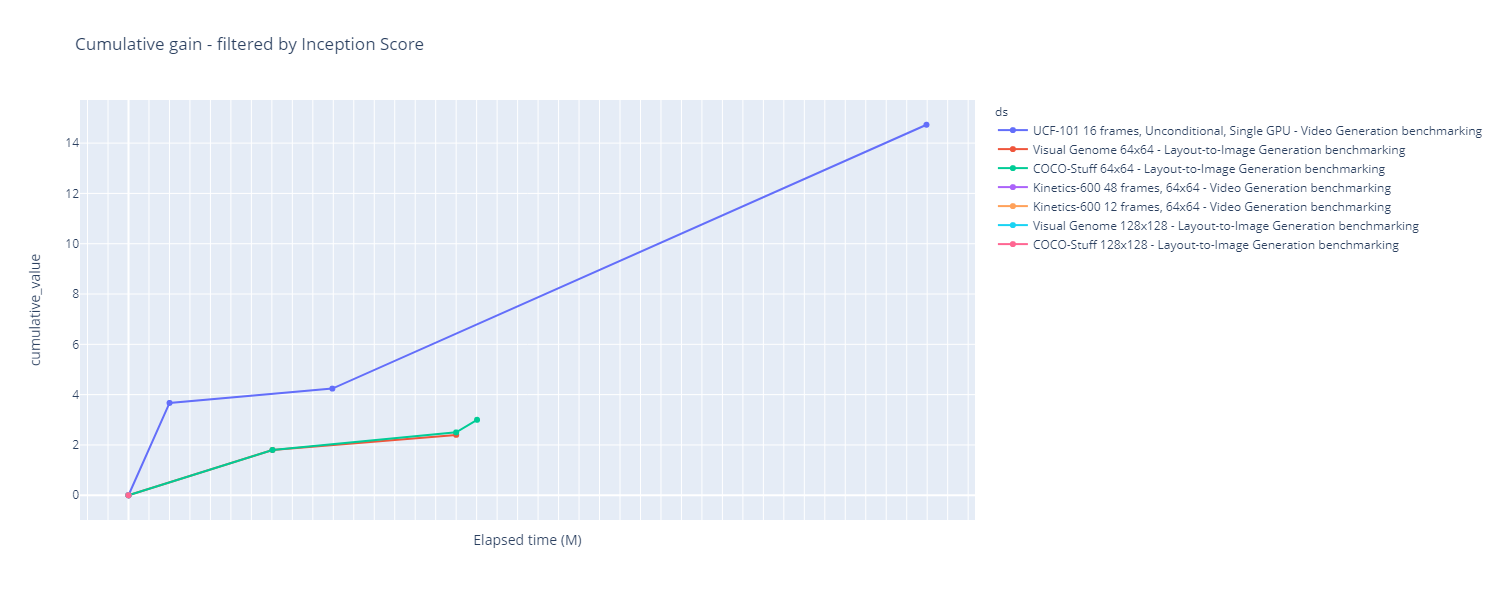 Cumulative gain - filtered by Inception Score
14
12
10
8
6
4
2
0
cumulative_value
Elapsed time (M)
ds
UCF-101 16 frames, Unconditional, Single GPU - Video Generation benchmarking
Visual Genome 64x64 - Layout-to-Image Generation benchmarking
COCO-Stuff 64x64 - Layout-to-Image Generation benchmarking
Kinetics-600 48 frames, 64x64 - Video Generation benchmarking
Kinetics-600 12 frames, 64x64 - Video Generation benchmarking
Visual Genome 128x128 - Layout-to-Image Generation benchmarking
COCO-Stuff 128x128 - Layout-to-Image Generation benchmarking